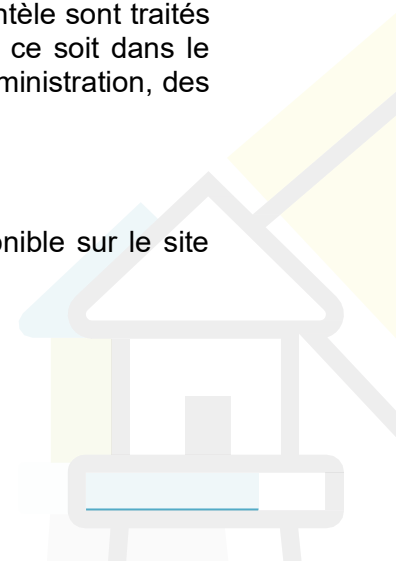 ntèle sont traités
ce soit dans le
ministration, des
onible sur le site